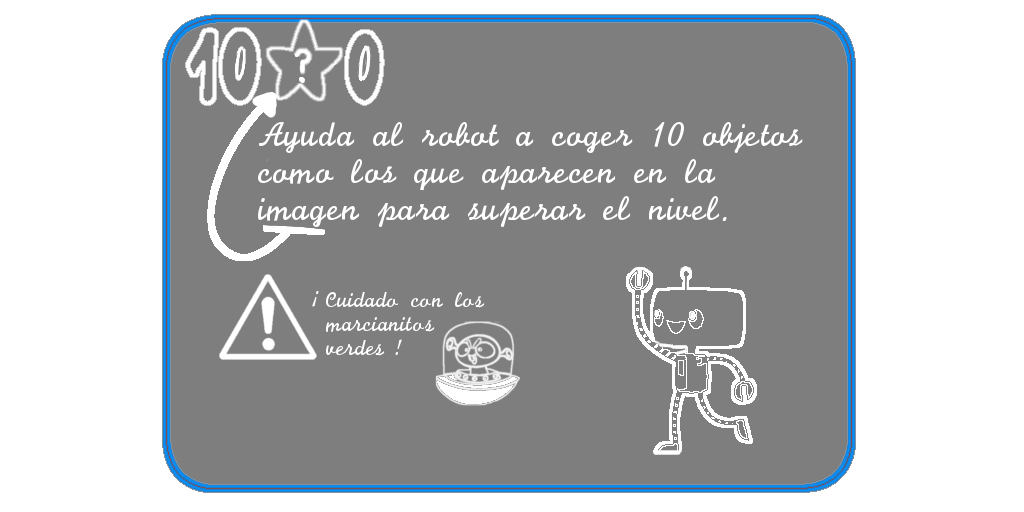 10 ? 0
Ayuda al robot a coger 10 objetos
como los que aparecen en la
imagen para superar el nivel.
¡ Cuidado con los
marcianitos
verdes !